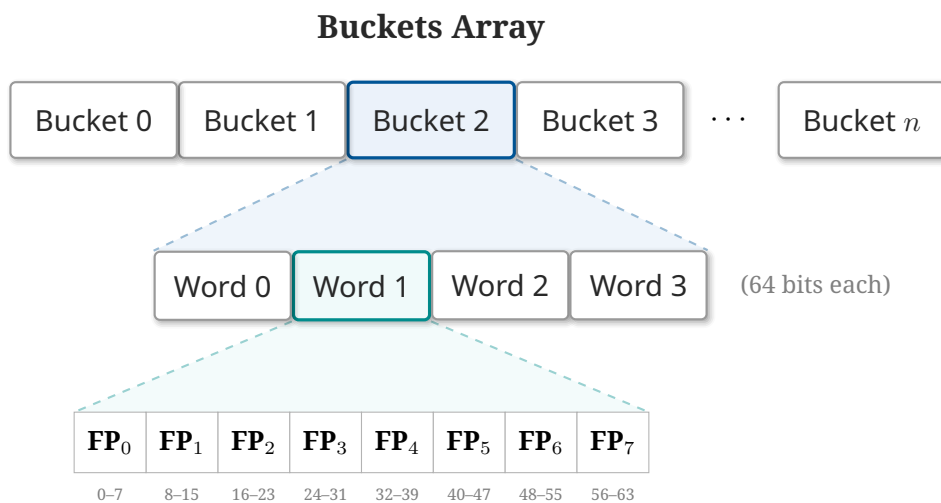 Buckets Array
Bucket 0 Bucket 1 Bucket 2 Bucket 3 ··· Bucket n
Word 0 Word 1 Word 2 Word 3 (64 bits each)
FP₀ FP₁ FP₂ FP₃ FP₄ FP₅ FP₆ FP₇
0–7 8–15 16–23 24–31 32–39 40–47 48–55 56–63